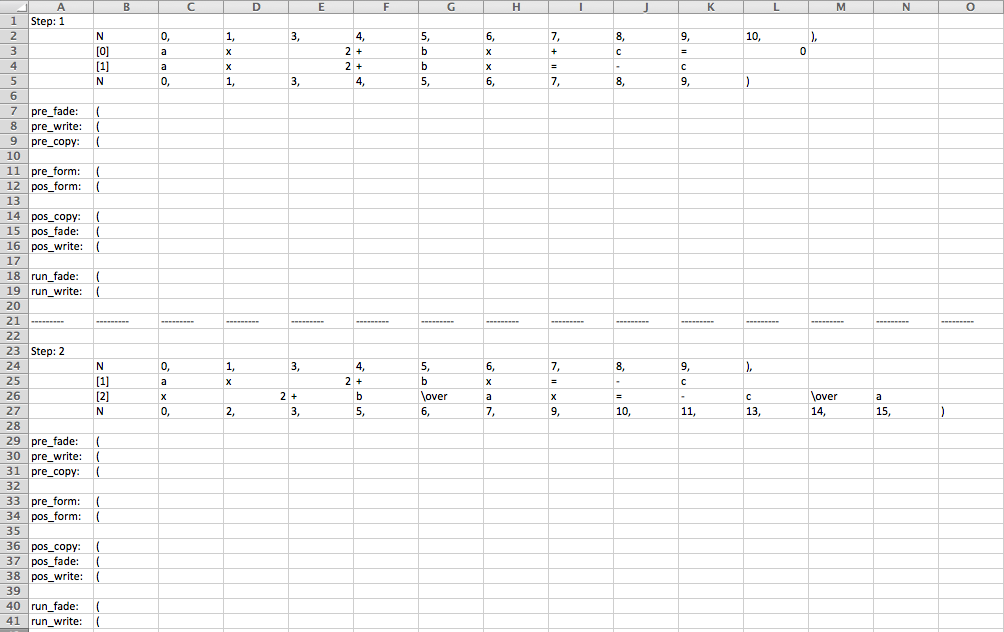 A B C D E F G H I J K L M N O
1 Step: 1
2 N 0, 1, 3, 4, 5, 6, 7, 8, 9, 10, ),
3 [0] a x 2 + b x + c = 0
4 [1] a x 2 + b x = - c
5 N 0, 1, 3, 4, 5, 6, 7, 8, 9, )
6
7 pre_fade: (
8 pre_write: (
9 pre_copy: (
10
11 pre_form: (
12 pos_form: (
13
14 pos_copy: (
15 pos_fade: (
16 pos_write: (
17
18 run_fade: (
19 run_write: (
20
21 --------- --------- --------- --------- --------- --------- --------- --------- --------- --------- --------- --------- --------- --------- ---------
22
23 Step: 2
24 N 0, 1, 3, 4, 5, 6, 7, 8, 9, ),
25 [1] a x 2 + b x = - c
26 [2] x 2 + b \over a x = - c \over a
27 N 0, 2, 3, 5, 6, 7, 9, 10, 11, 13, 14, 15, )
28
29 pre_fade: (
30 pre_write: (
31 pre_copy: (
32
33 pre_form: (
34 pos_form: (
35
36 pos_copy: (
37 pos_fade: (
38 pos_write: (
39
40 run_fade: (
41 run_write: (